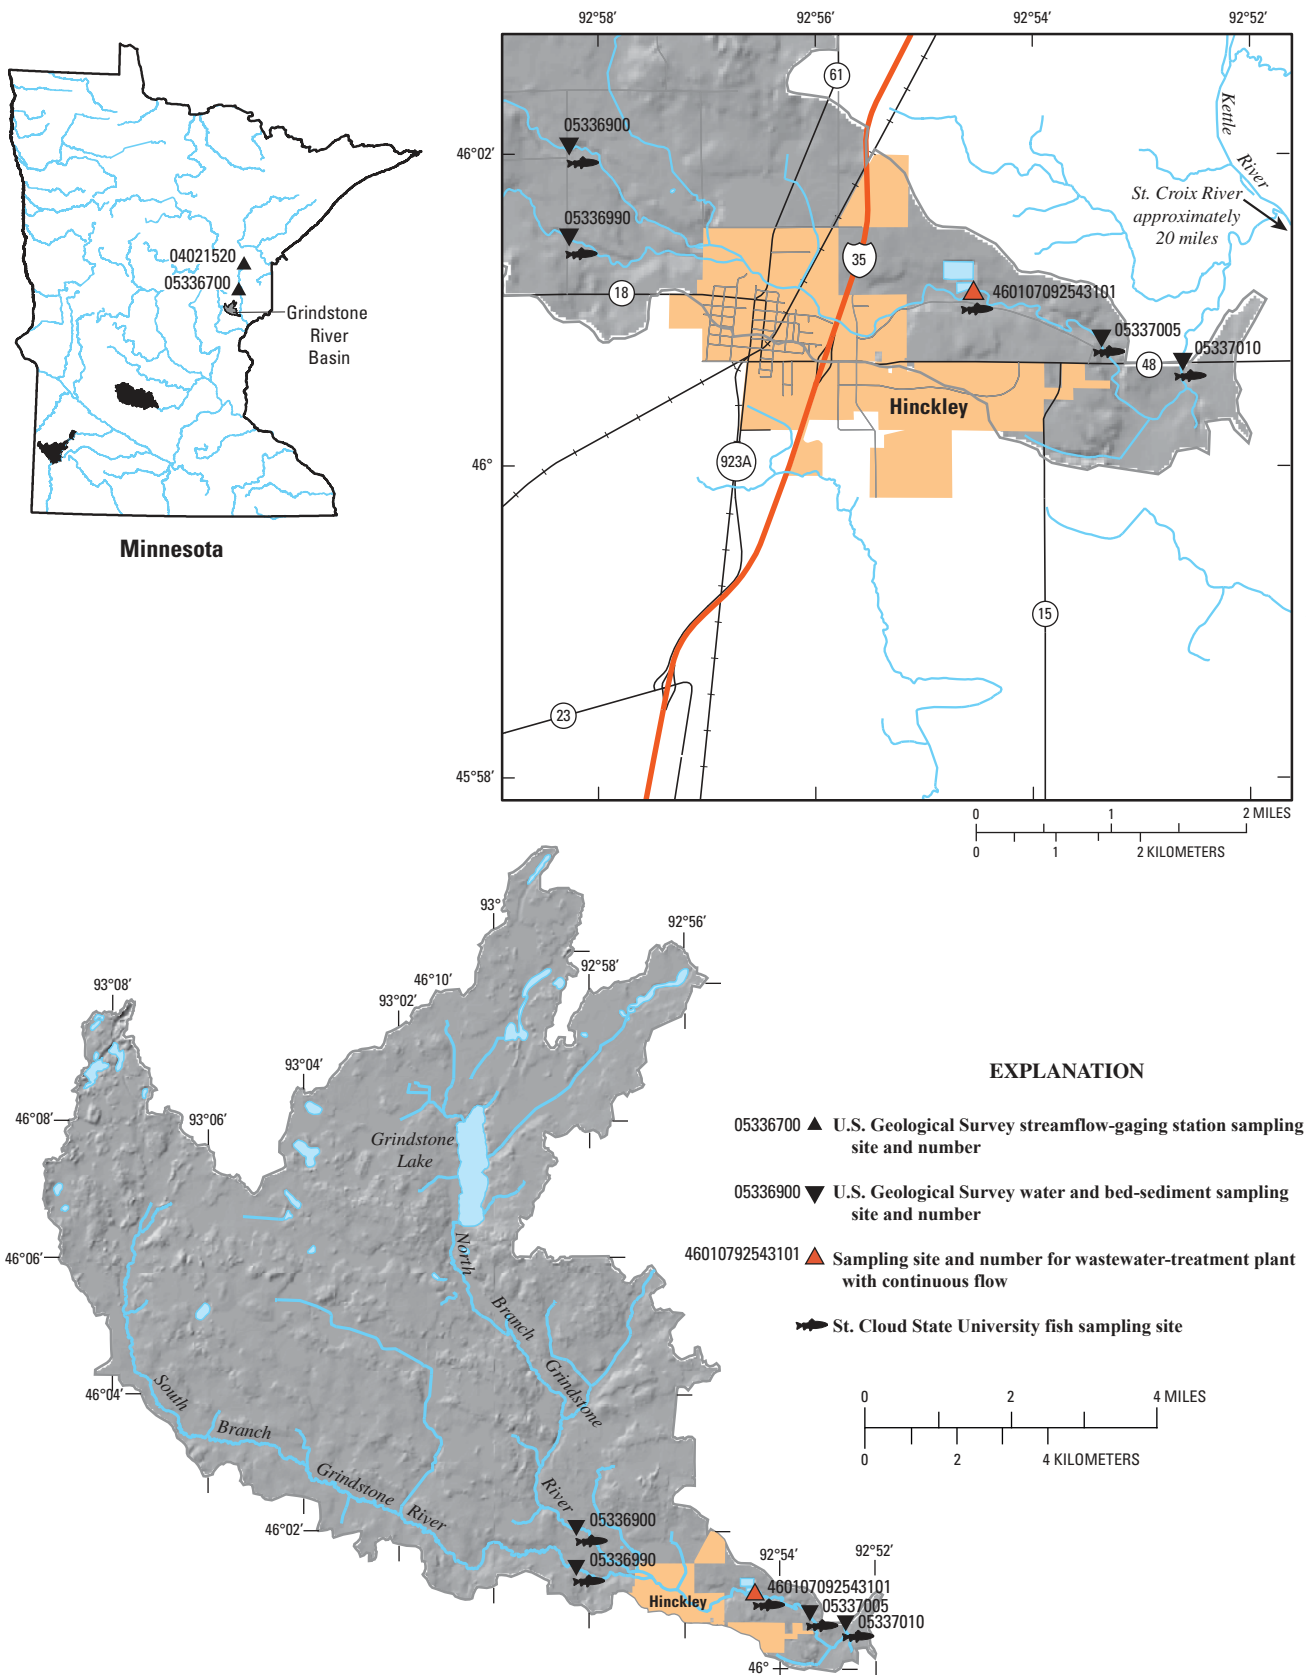 04021520
05336700
Grindstone
River
Basin
Minnesota
92°58′
92°56′
92°54′
92°52′
46°02′
46°
45°58′
61
05336900
05336990
Kettle
River
St. Croix River
approximately
20 miles
35
18
460107092543101
05337005
05337010
48
Hinckley
923A
15
23
0 1 2 MILES
0 1 2 KILOMETERS
93°
92°56′
92°58′
46°10′
93°02′
93°08′
93°04′
93°06′
46°08′
Grindstone
Lake
46°06′
North
Branch
Grindstone
River
46°04′
South
Branch
Grindstone
River
46°02′
05336900
05336990
92°54′
92°52′
460107092543101
05337005
05337010
Hinckley
46°
EXPLANATION
05336700 U.S. Geological Survey streamflow-gaging station sampling
site and number
05336900 U.S. Geological Survey water and bed-sediment sampling
site and number
46010792543101 Sampling site and number for wastewater-treatment plant
with continuous flow
St. Cloud State University fish sampling site
0 2 4 MILES
0 2 4 KILOMETERS